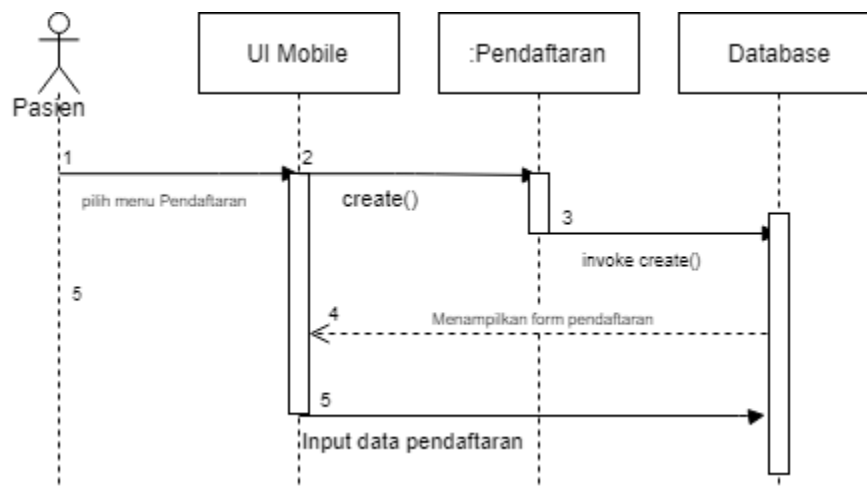 UI Mobile
:Pendaftaran
Database
Pasien
1
2
pilih menu Pendaftaran
create()
3
invoke create()
5
4
Menampilkan form pendaftaran
5
Input data pendaftaran